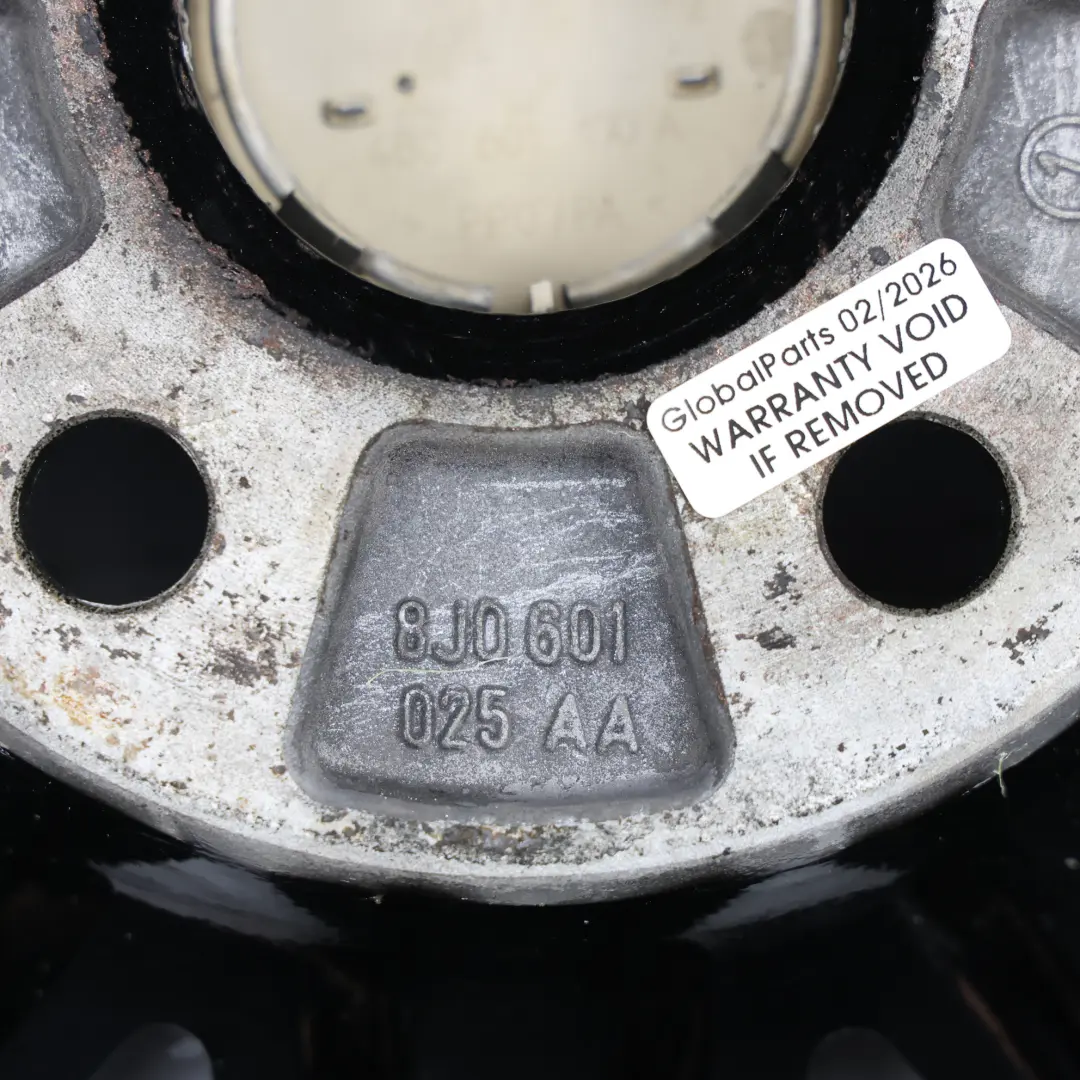 GlobalParts 02/2026
WARRANTY VOID
IF REMOVED
8J0 601
025 AA